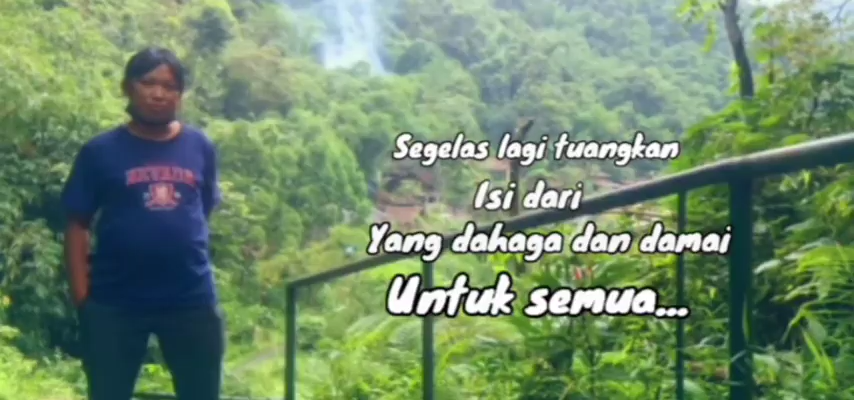 Segelas lagi tuangkan
Isi dari
Yang dahaga dan damai
Untuk semua...